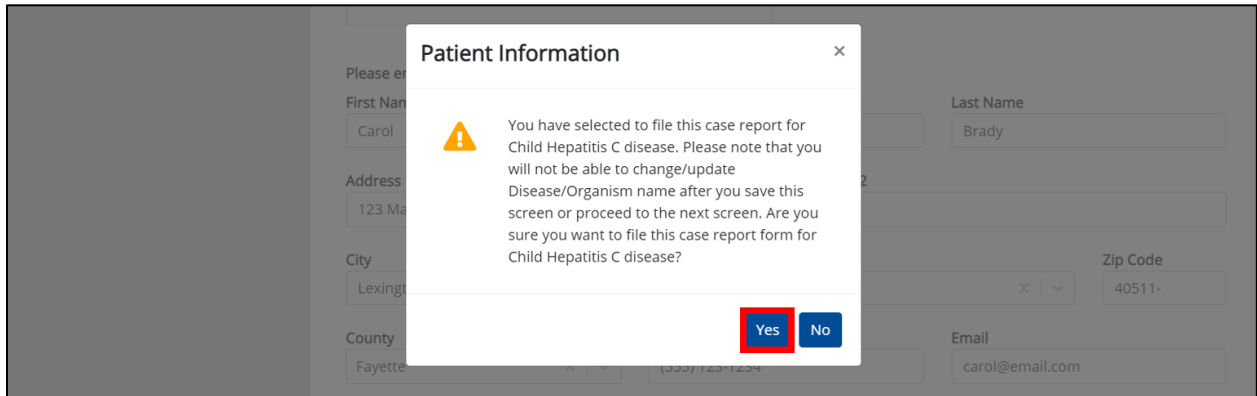 Patient Information ×
Please er
First Nan
Last Name
Carol
Brady
You have selected to file this case report for
Child Hepatitis C disease. Please note that you
will not be able to change/update
Disease/Organism name after you save this
screen or proceed to the next screen. Are you
sure you want to file this case report form for
Child Hepatitis C disease?
Address
2
123 Ma
City
Zip Code
Lexingt
× 40511-
Yes No
County
Email
Fayette × (555) 123-1234
carol@email.com